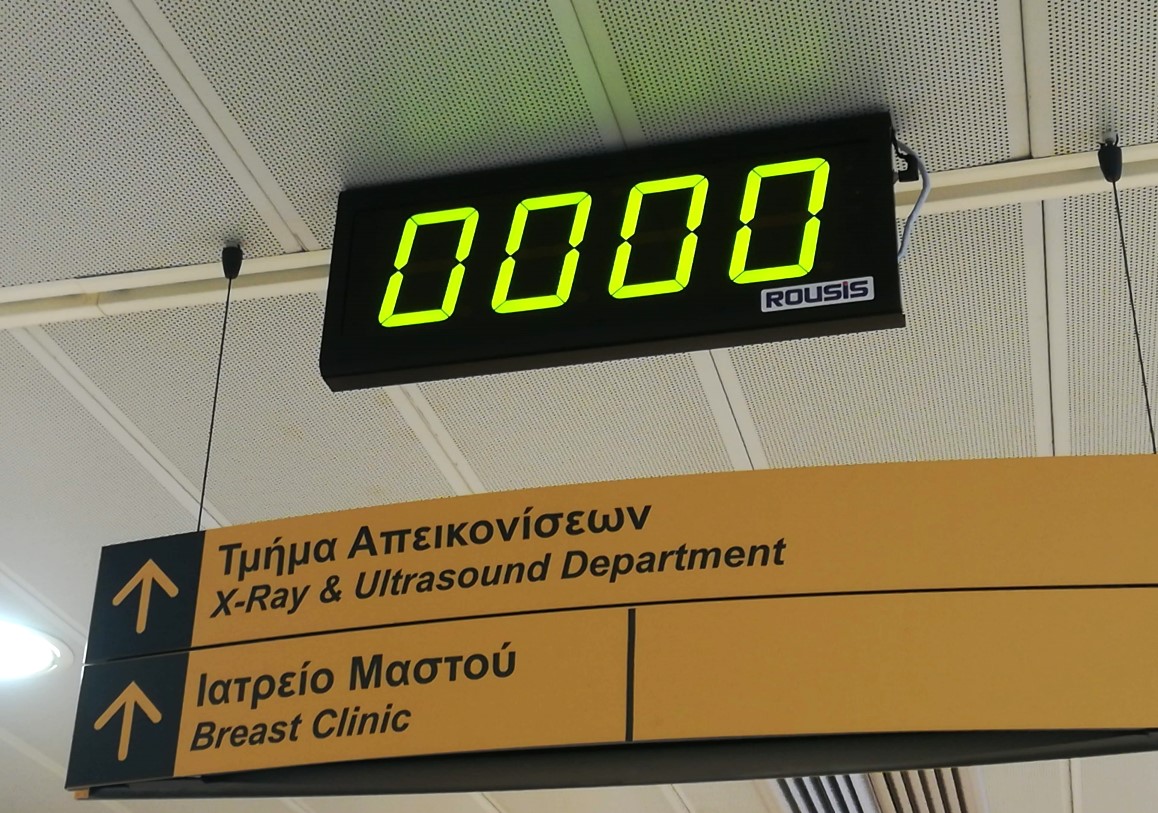 0000
ROUSIS
Τμήμα Απεικονίσεων
X-Ray & Ultrasound Department
Ιατρείο Μαστού
Breast Clinic